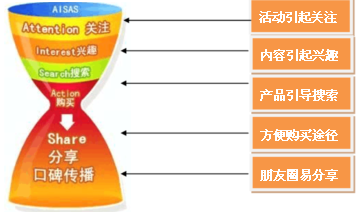 AISAS
Attention 关注
Interest兴趣
Search搜索
Action
购买
Share
分享
口碑传播
活动引起关注
内容引起兴趣
产品引导搜索
方便购买途径
朋友圈易分享